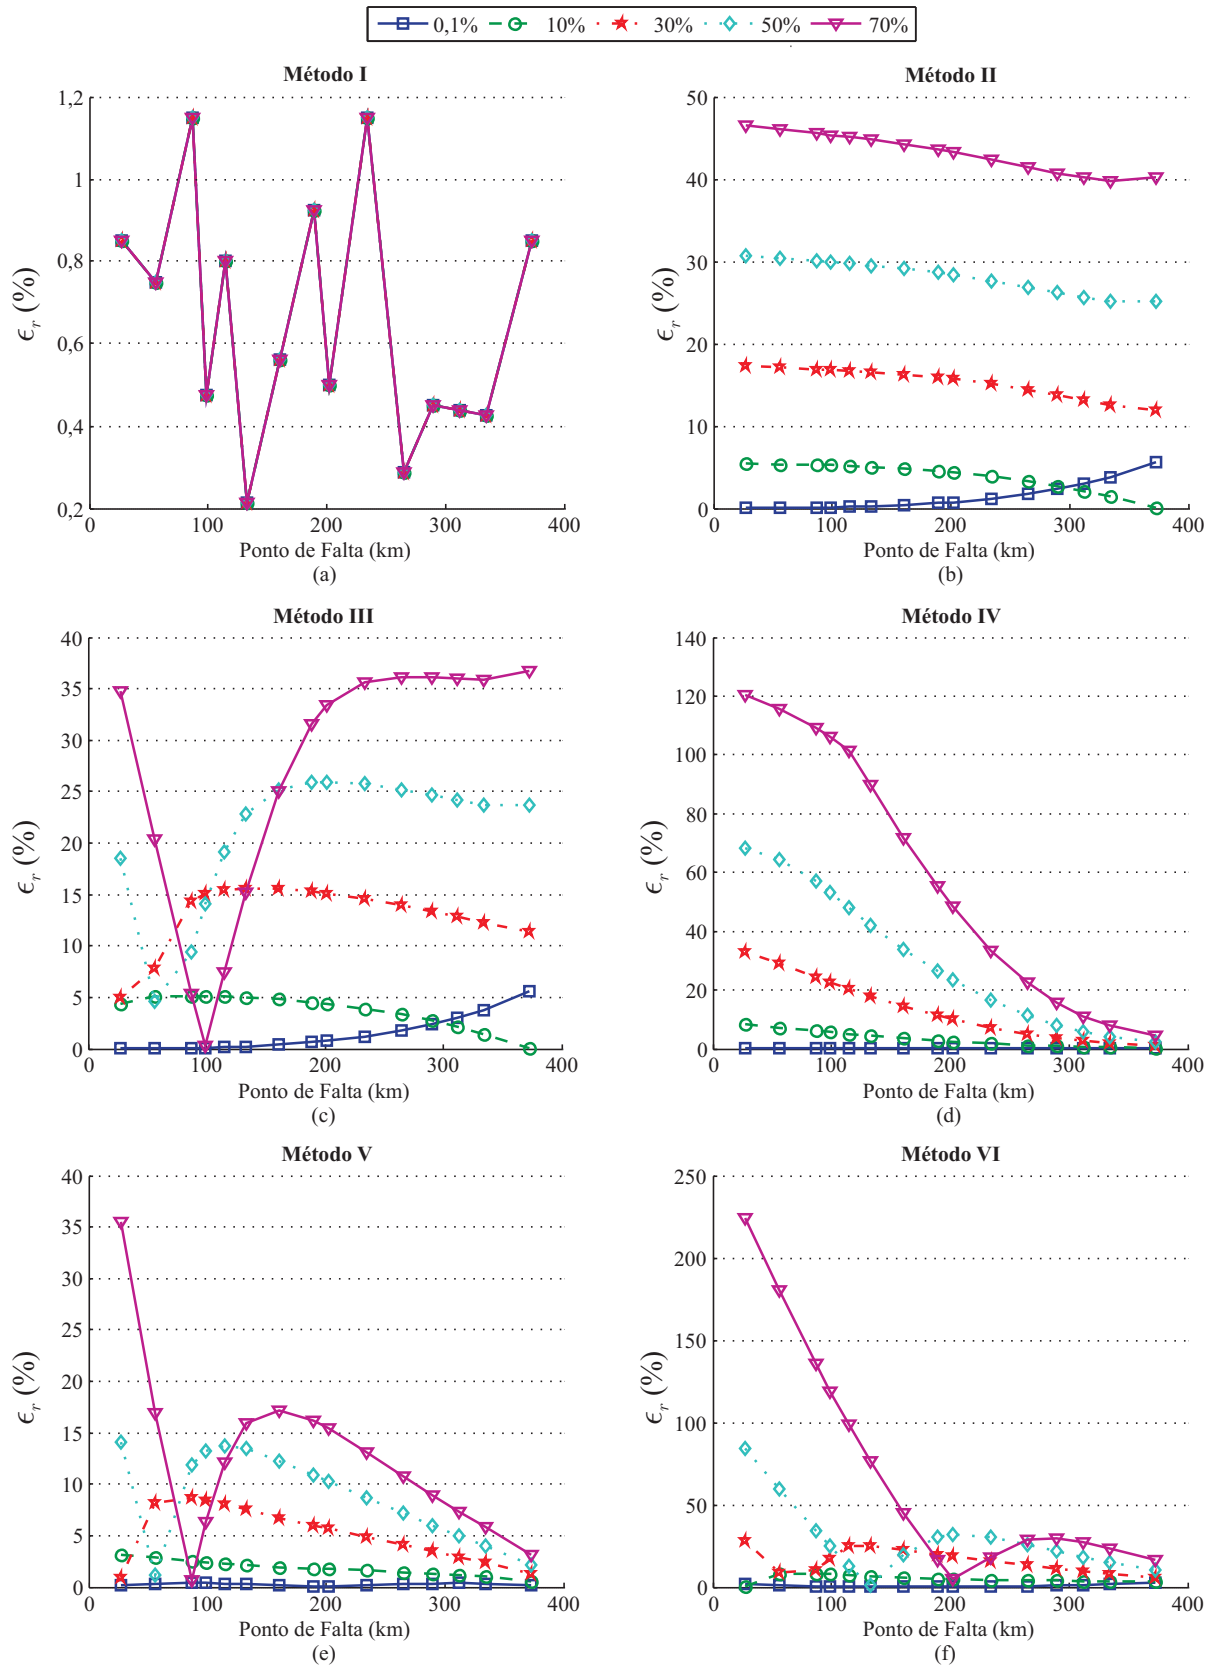 0,1% 10% 30% 50% 70%
Método I
1,2
1
0,8
0,6
0,4
0,2
0 100 200 300 400
ϵr (%)
Ponto de Falta (km)
(a)
Método II
50
40
30
20
10
0
0 100 200 300 400
ϵr (%)
Ponto de Falta (km)
(b)
Método III
40
35
30
25
20
15
10
5
0
0 100 200 300 400
ϵr (%)
Ponto de Falta (km)
(c)
Método IV
140
120
100
80
60
40
20
0
0 100 200 300 400
ϵr (%)
Ponto de Falta (km)
(d)
Método V
40
35
30
25
20
15
10
5
0
0 100 200 300 400
ϵr (%)
Ponto de Falta (km)
(e)
Método VI
250
200
150
100
50
0
0 100 200 300 400
ϵr (%)
Ponto de Falta (km)
(f)